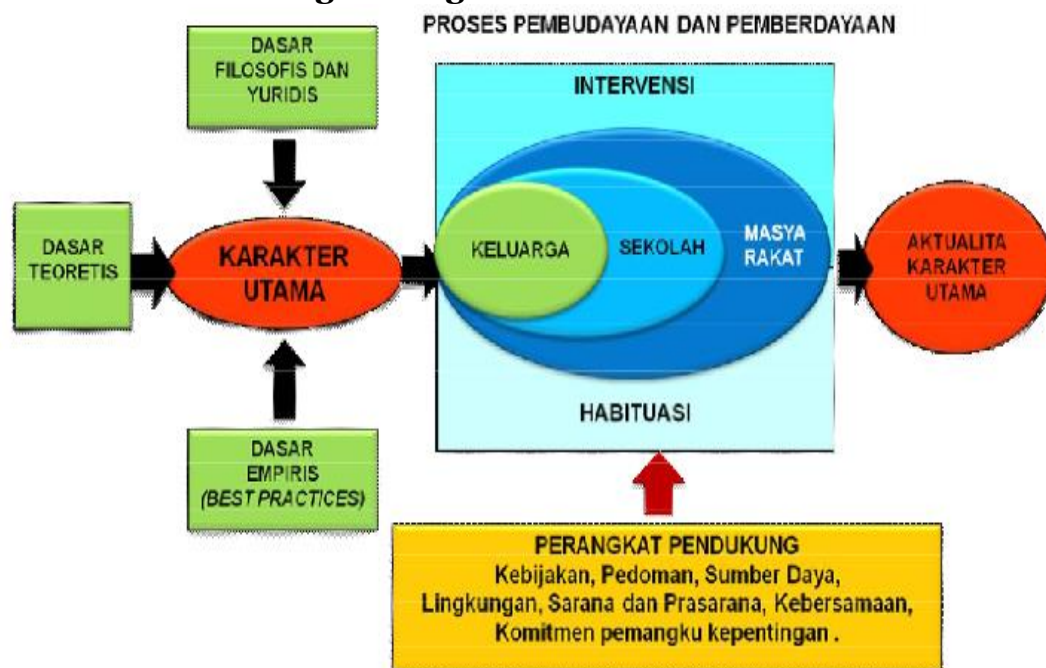 PROSES PEMBUDAYAAN DAN PEMBERDAYAAN
DASAR
FILOSOFIS DAN
YURIDIS
INTERVENSI
DASAR
TEORETIS
KARAKTER
UTAMA
KELUARGA
SEKOLAH
MASYA
RAKAT
AKTUALITA
KARAKTER
UTAMA
HABITUASI
DASAR
EMPIRIS
(BEST PRACTICES)
PERANGKAT PENDUKUNG
Kebijakan, Pedoman, Sumber Daya,
Lingkungan, Sarana dan Prasarana, Kebersamaan,
Komitmen pemangku kepentingan .